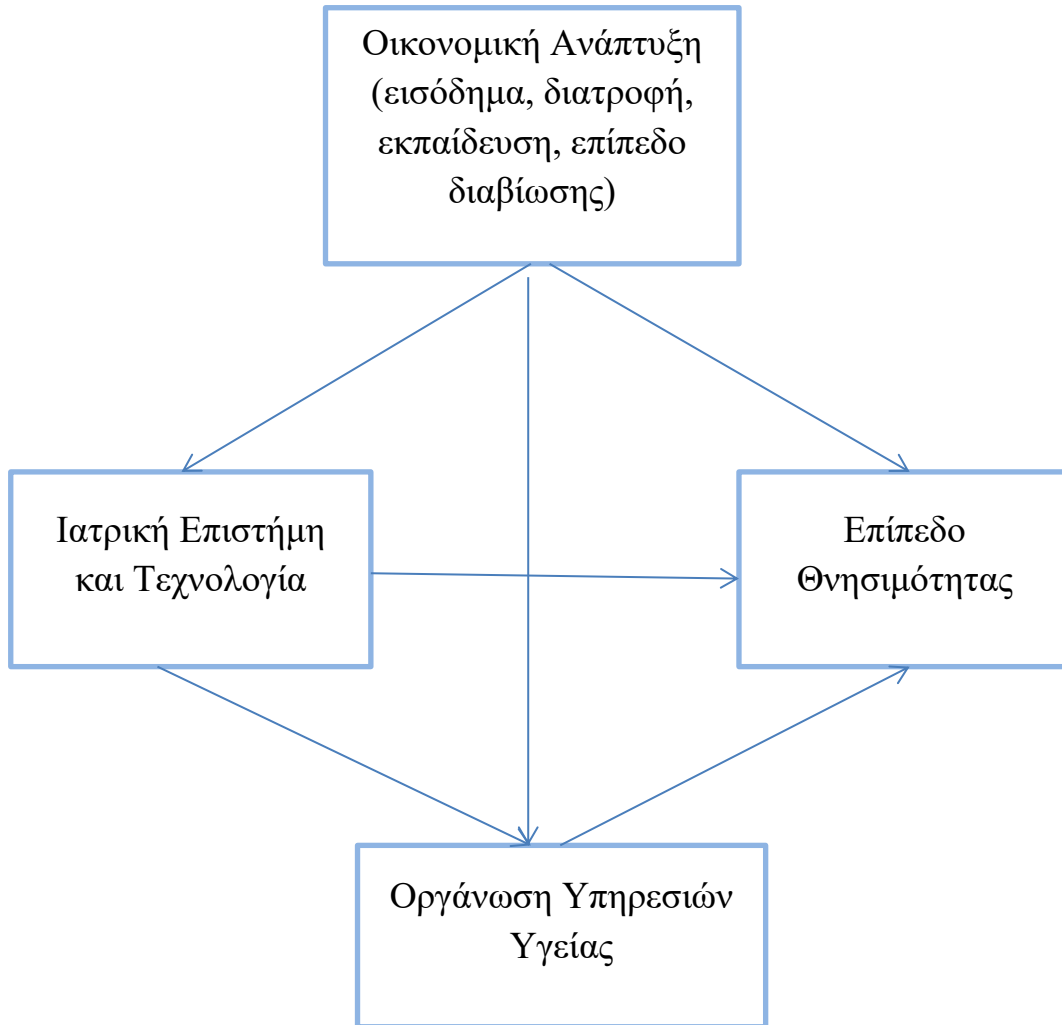 Οικονομική Ανάπτυξη
(εισόδημα, διατροφή,
εκπαίδευση, επίπεδο
διαβίωσης)
Ιατρική Επιστήμη
και Τεχνολογία
Επίπεδο
Θνησιμότητας
Οργάνωση Υπηρεσιών
Υγείας